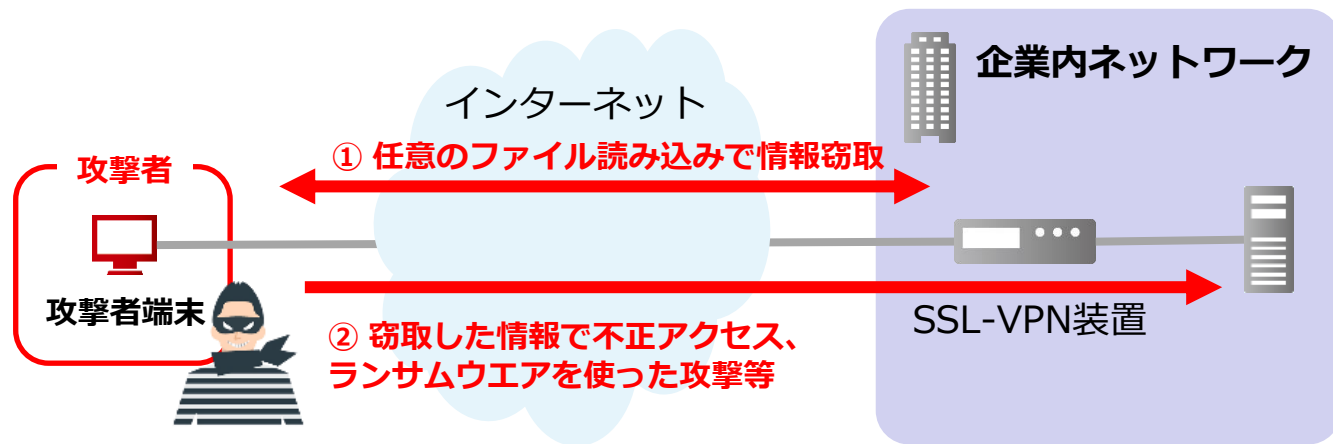 企業内ネットワーク
インターネット
① 任意のファイル読み込みで情報窃取
攻撃者
攻撃者端末
SSL-VPN装置
② 窃取した情報で不正アクセス、
ランサムウエアを使った攻撃等